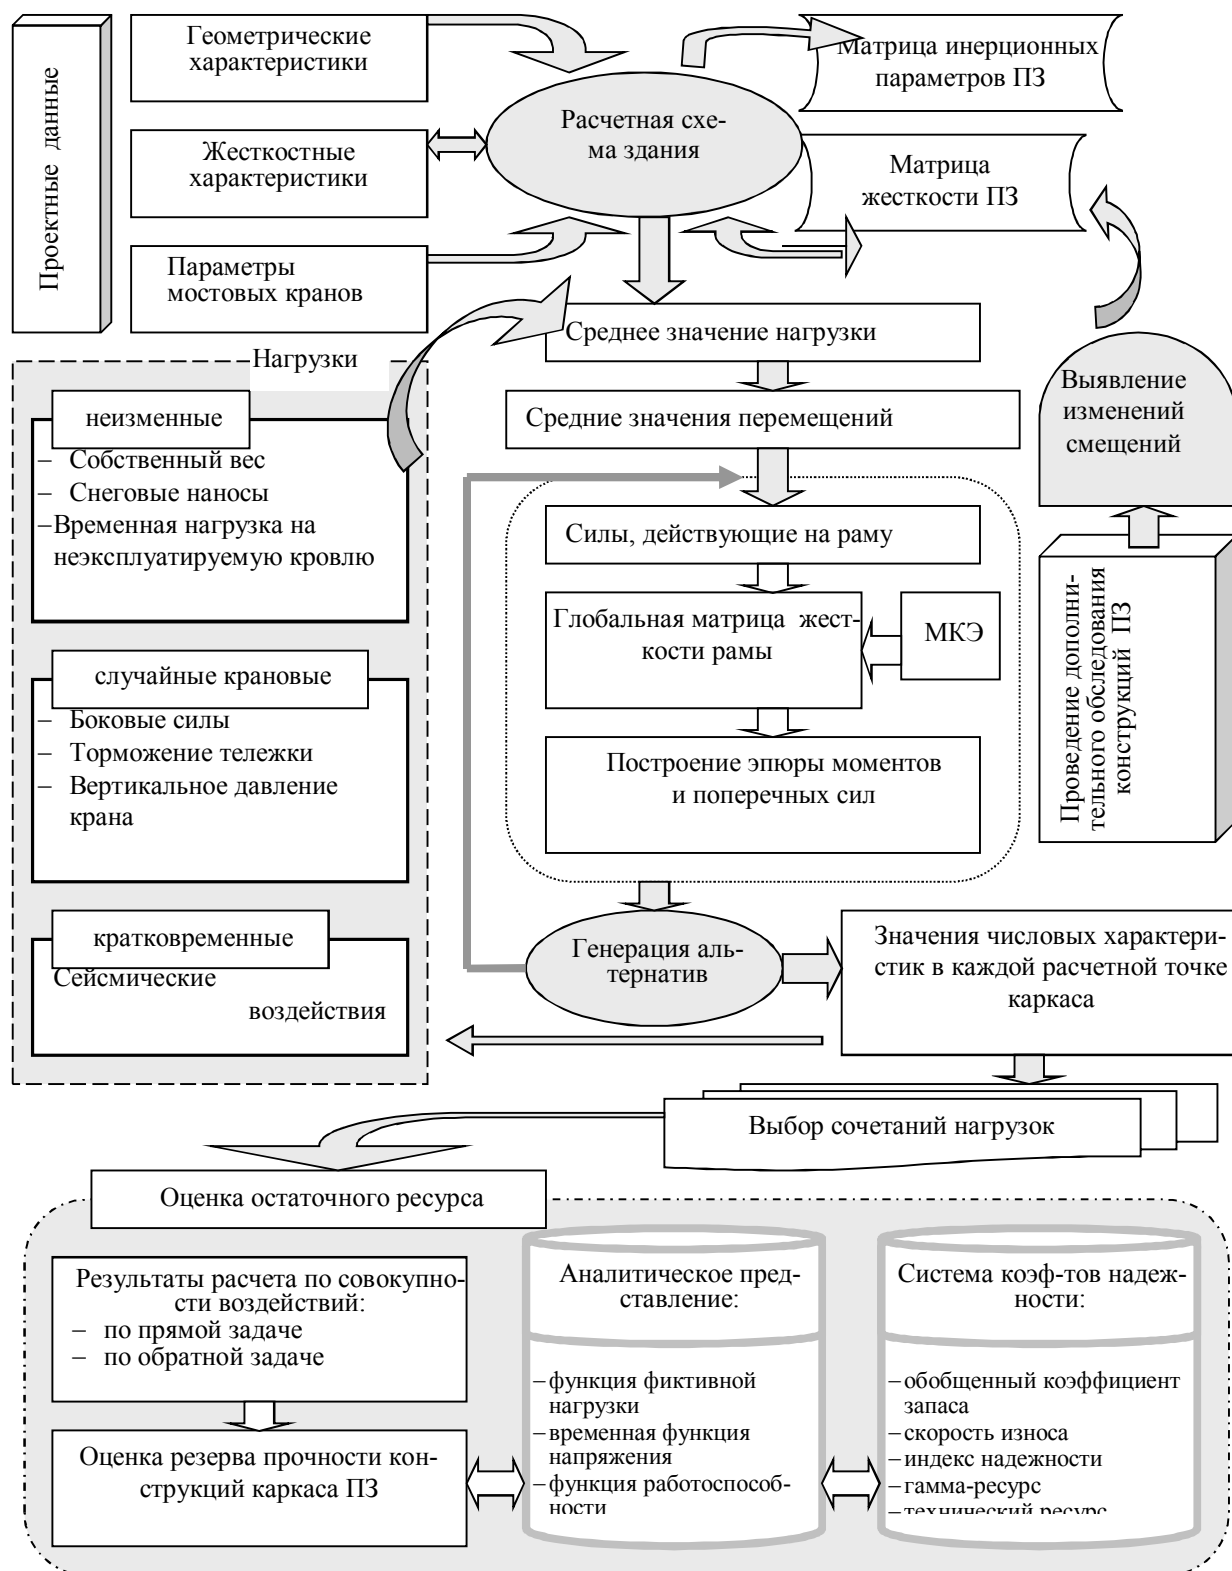 Проектные данные
Геометрические
характеристики
Жесткостные
характеристики
Параметры
мостовых кранов
Расчетная схе-
ма здания
Матрица инерционных
параметров ПЗ
Матрица
жесткости ПЗ
Среднее значение нагрузки
Средние значения перемещений
Выявление
изменений
смещений
Нагрузки
неизменные
– Собственный вес
– Снеговые наносы
–Временная нагрузка на
неэксплуатируемую кровлю
случайные крановые
– Боковые силы
– Торможение тележки
– Вертикальное давление
крана
кратковременные
Сейсмические
воздействия
Силы, действующие на раму
Глобальная матрица жест-
кости рамы
МКЭ
Построение эпюры моментов
и поперечных сил
Проведение дополни-
тельного обследования
конструкций ПЗ
Генерация аль-
тернатив
Значения числовых характери-
стик в каждой расчетной точке
каркаса
Выбор сочетаний нагрузок
Оценка остаточного ресурса
Результаты расчета по совокупно-
сти воздействий:
– по прямой задаче
– по обратной задаче
Оценка резерва прочности кон-
струкций каркаса ПЗ
Аналитическое пред-
ставление:
–функция фиктивной
нагрузки
–временная функция
напряжения
–функция работоспособ-
ности
Система коэф-тов надеж-
ности:
–обобщенный коэффициент
запаса
–скорость износа
–индекс надежности
–гамма-ресурс
–технический ресурс